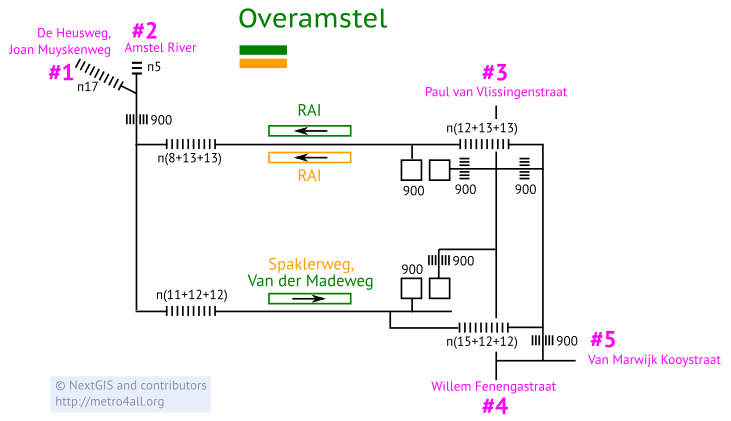 Overamstel
De Heusweg,
Joan Muyskenweg
#1
#2
Amstel River
п5
п17
900
#3
Paul van Vlissingenstraat
RAI
п(12+13+13)
п(8+13+13)
RAI
900
900
900
Spaklerweg,
Van der Madeweg
900
900
п(11+12+12)
п(15+12+12)
900
#5
Van Marwijk Kooystraat
Willem Fenengastraat
#4
© NextGIS and contributors
http://metro4all.org